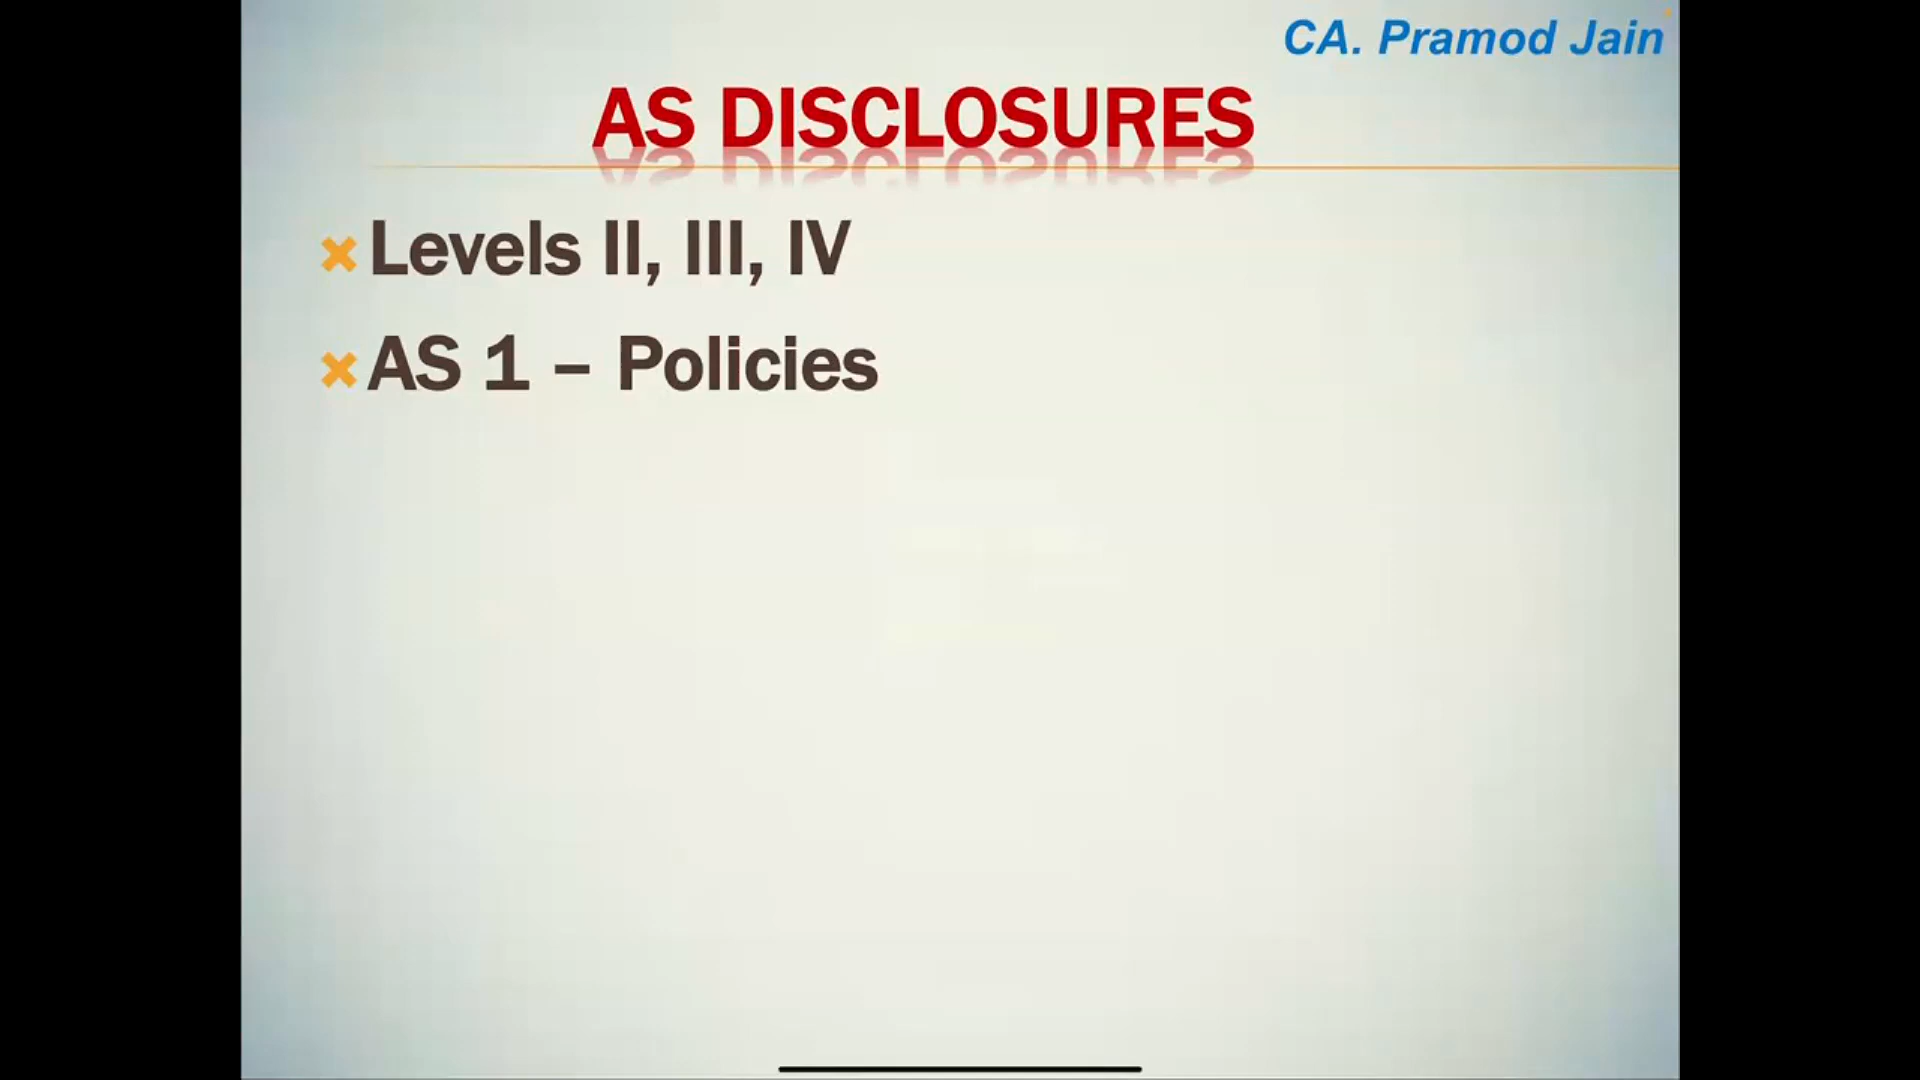 CA. Pramod Jain
AS DISCLOSURES
Levels II, III, IV
AS 1 – Policies